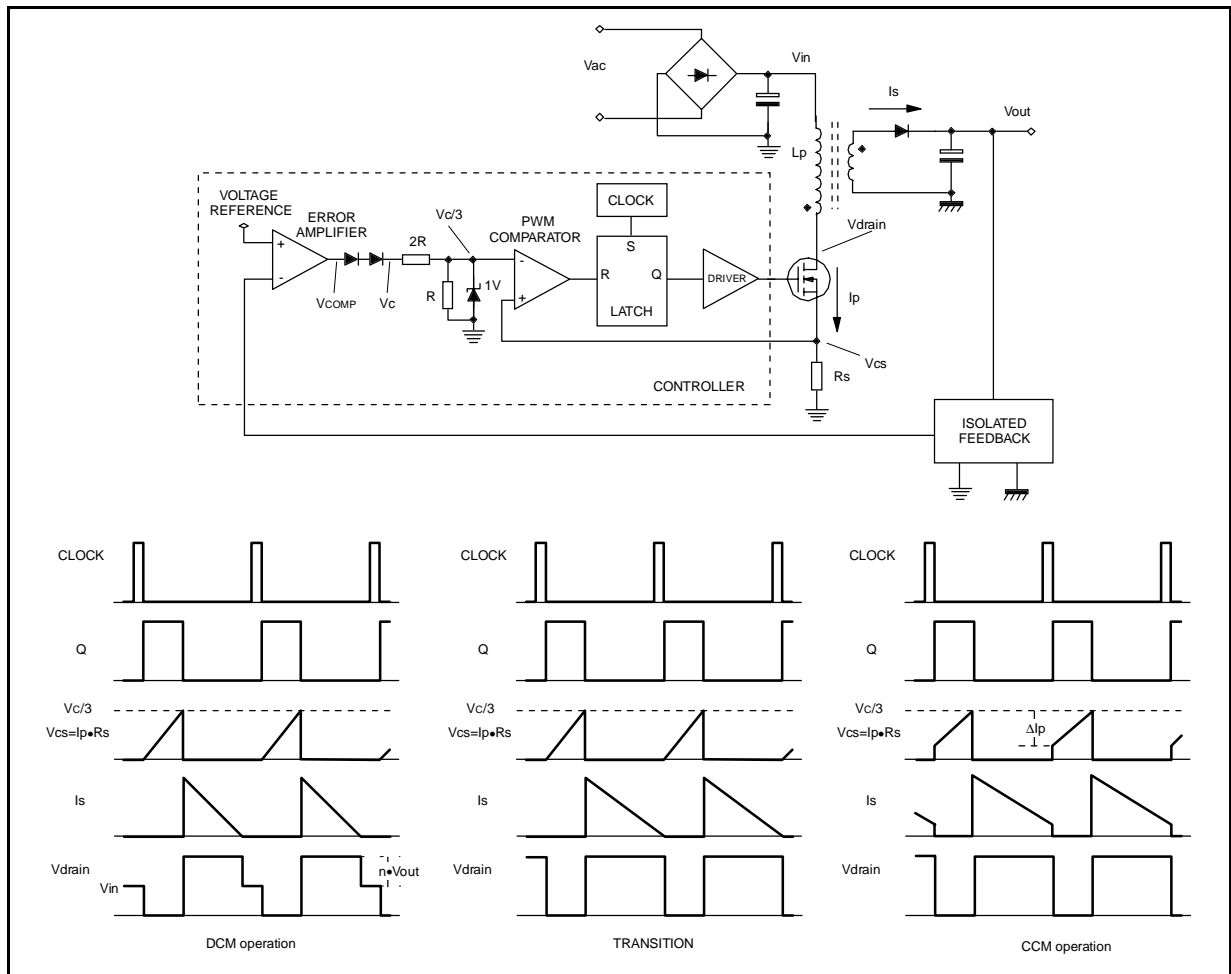 Vac
Vin
Is
Vout
Lp
VOLTAGE
REFERENCE
ERROR
AMPLIFIER
+
-
VCOMP
Vc
2R
Vc/3
R
1V
PWM
COMPARATOR
-
+
CLOCK
S
R
Q
LATCH
DRIVER
Vdrain
Ip
Vcs
Rs
CONTROLLER
ISOLATED
FEEDBACK
CLOCK
Q
Vc/3
Vcs=Ip•Rs
Is
Vdrain
Vin
n•Vout
DCM operation
CLOCK
Q
Vc/3
Vcs=Ip•Rs
Is
Vdrain
TRANSITION
CLOCK
Q
Vc/3
Vcs=Ip•Rs
ΔIp
Is
Vdrain
CCM operation